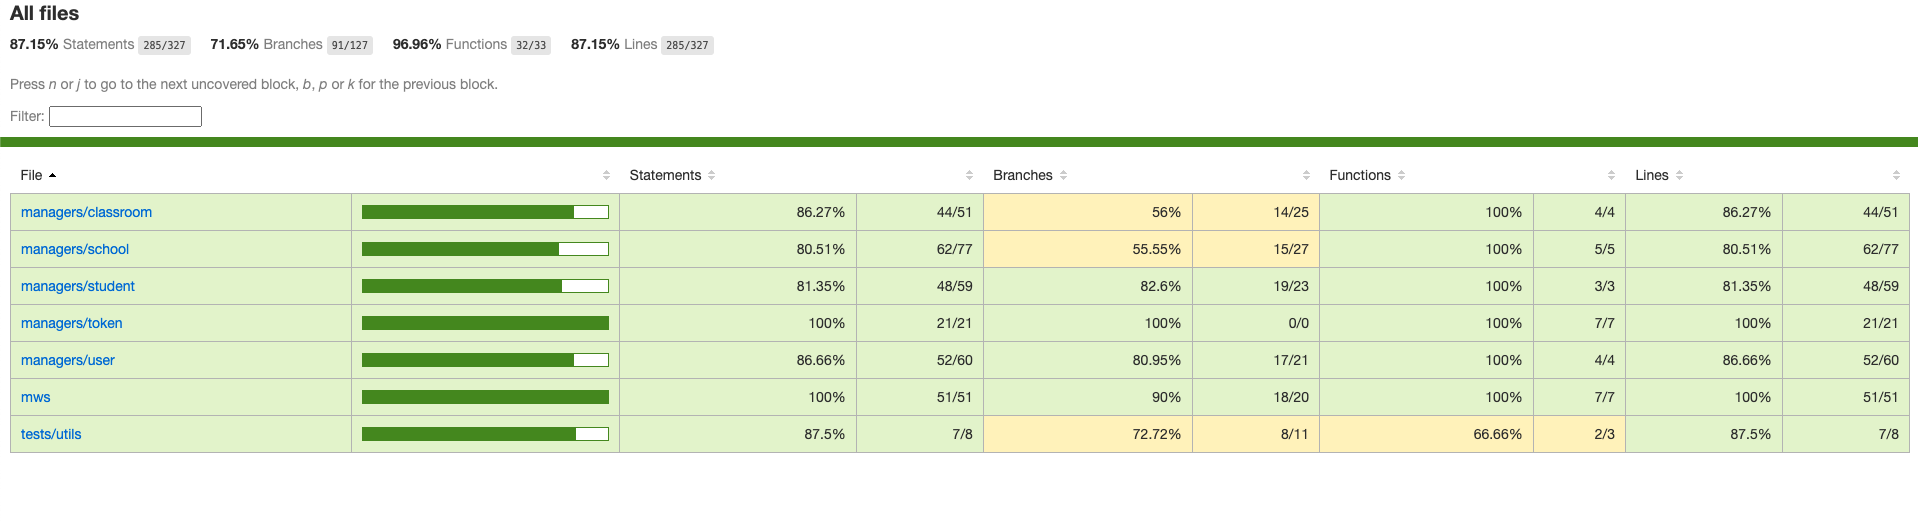 All files
87.15% Statements 285/327 71.65% Branches 91/127 96.96% Functions 32/33 87.15% Lines 285/327
Press n or j to go to the next uncovered block, b, p or k for the previous block.
Filter:
File Statements Branches Functions Lines
managers/classroom 86.27% 44/51 56% 14/25 100% 4/4 86.27% 44/51
managers/school 80.51% 62/77 55.55% 15/27 100% 5/5 80.51% 62/77
managers/student 81.35% 48/59 82.6% 19/23 100% 3/3 81.35% 48/59
managers/token 100% 21/21 100% 0/0 100% 7/7 100% 21/21
managers/user 86.66% 52/60 80.95% 17/21 100% 4/4 86.66% 52/60
mws 100% 51/51 90% 18/20 100% 7/7 100% 51/51
tests/utils 87.5% 7/8 72.72% 8/11 66.66% 2/3 87.5% 7/8